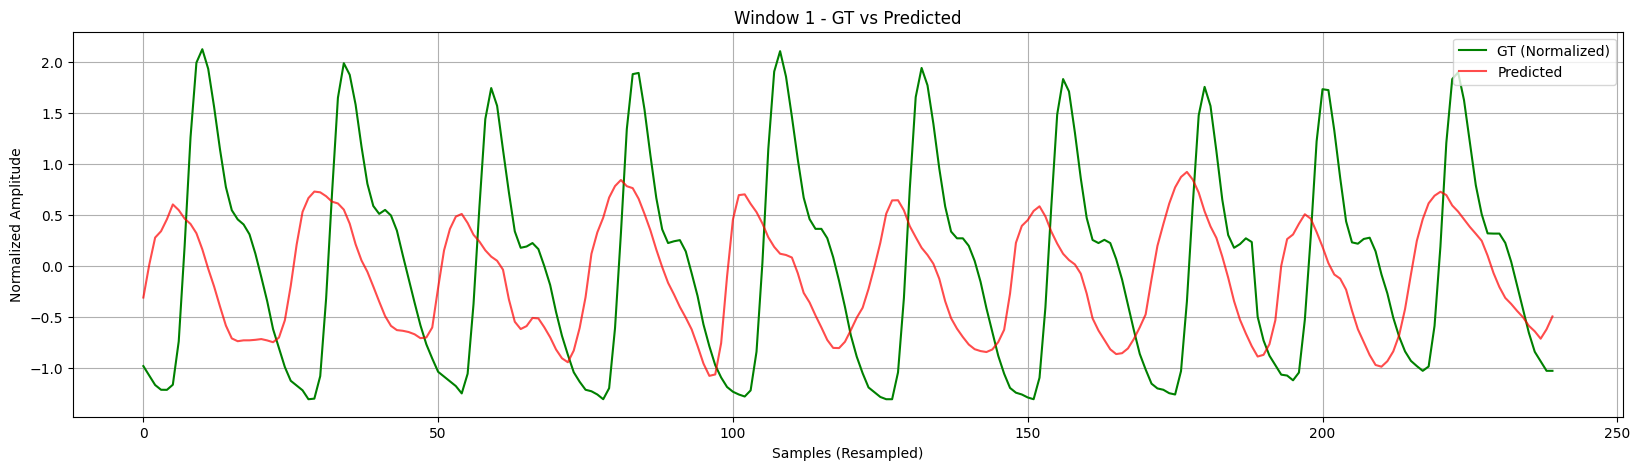 Window 1 - GT vs Predicted
GT (Normalized)
Predicted
Normalized Amplitude
2.0
1.5
1.0
0.5
0.0
−0.5
−1.0
0 50 100 150 200 250
Samples (Resampled)